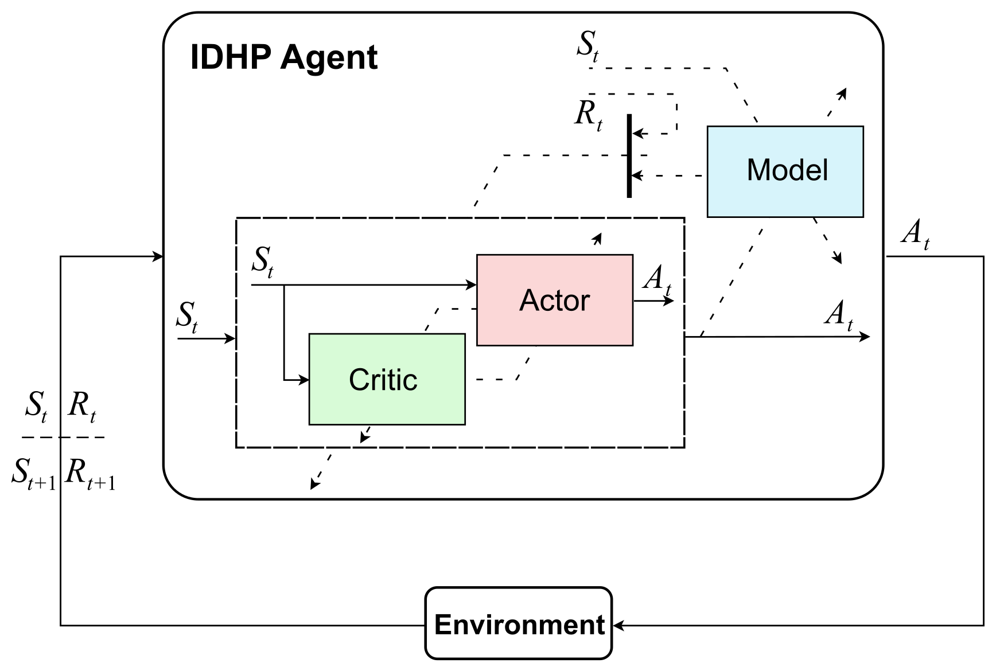 IDHP Agent
S_t
R_t
Model
A_t
S_t
A_t
Actor
S_t
A_t
Critic
S_t R_t
S_{t+1} R_{t+1}
Environment